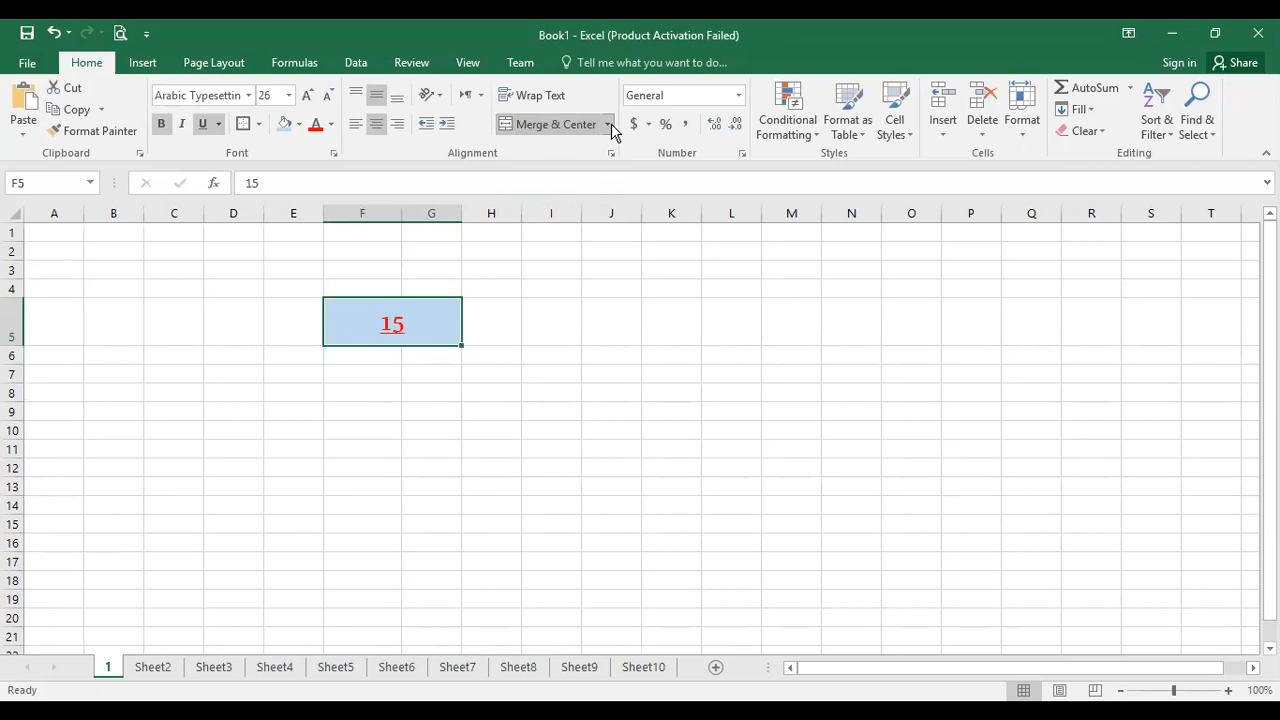 Book1 - Excel (Product Activation Failed)
File Home Insert Page Layout Formulas Data Review View Team Tell me what you want to do... Sign in Share
Paste
Cut
Copy
Format Painter
Clipboard
Arabic Typesettin 26 A A
B I U A
Font
Wrap Text
Merge & Center
Alignment
General
$ % ,
Number
Conditional Formatting
Format as Table
Cell Styles
Styles
Insert Delete Format
Cells
AutoSum
Fill
Clear
Sort & Filter
Find & Select
Editing
F5 fx 15
A B C D E F G H I J K L M N O P Q R S T
1
2
3
4
5 15
6
7
8
9
10
11
12
13
14
15
16
17
18
19
20
21
1 Sheet2 Sheet3 Sheet4 Sheet5 Sheet6 Sheet7 Sheet8 Sheet9 Sheet10
Ready 100%